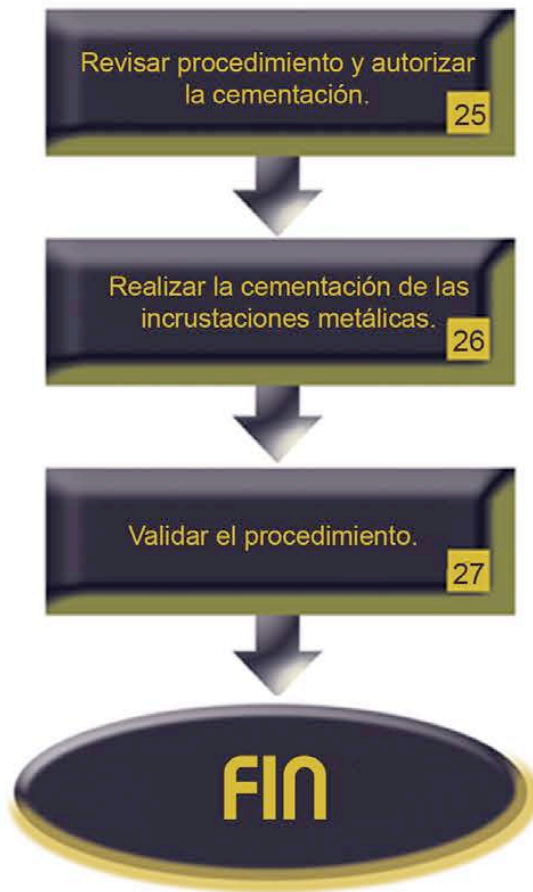 Revisar procedimiento y autorizar
la cementación.
25
Realizar la cementación de las
incrustaciones metálicas.
26
Validar el procedimiento.
27
FIN